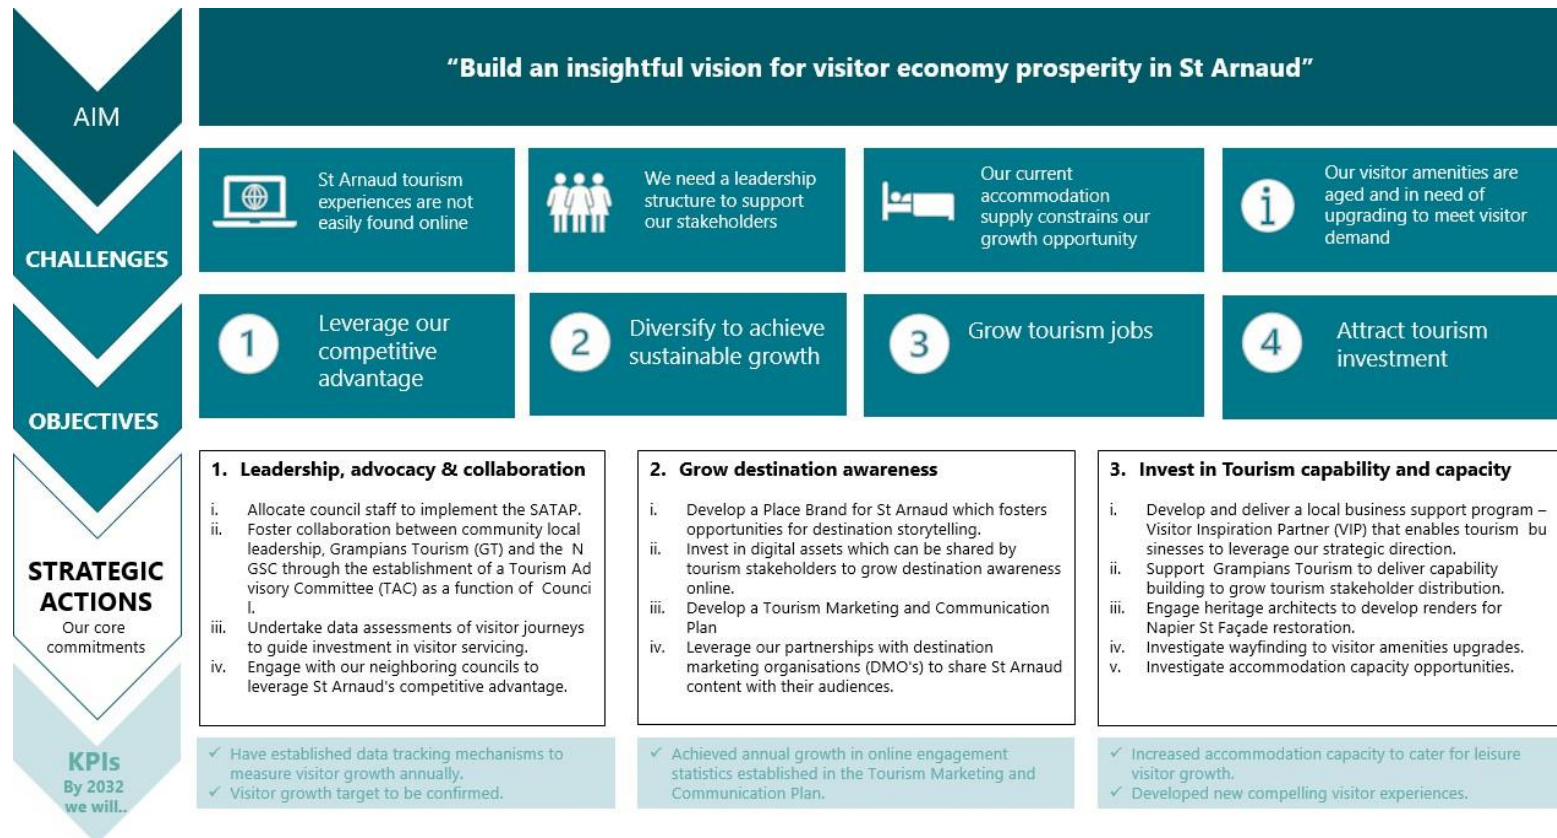 AIM
“Build an insightful vision for visitor economy prosperity in St Arnaud”
CHALLENGES
St Arnaud tourism
experiences are not
easily found online
We need a leadership
structure to support
our stakeholders
Our current
accommodation
supply constrains our
growth opportunity
i
Our visitor amenities are
aged and in need of
upgrading to meet visitor
demand
OBJECTIVES
1
Leverage our
competitive
advantage
2
Diversify to achieve
sustainable growth
3
Grow tourism jobs
4
Attract tourism
investment
STRATEGIC
ACTIONS
Our core
commitments
1. Leadership, advocacy & collaboration
i. Allocate council staff to implement the SATAP.
ii. Foster collaboration between community local
leadership, Grampians Tourism (GT) and the N
GSC through the establishment of a Tourism Ad
visory Committee (TAC) as a function of Counci
l.
iii. Undertake data assessments of visitor journeys
to guide investment in visitor servicing.
iv. Engage with our neighboring councils to
leverage St Arnaud's competitive advantage.
2. Grow destination awareness
i. Develop a Place Brand for St Arnaud which fosters
opportunities for destination storytelling.
ii. Invest in digital assets which can be shared by
tourism stakeholders to grow destination awareness
online.
iii. Develop a Tourism Marketing and Communication
Plan
iv. Leverage our partnerships with destination
marketing organisations (DMO's) to share St Arnaud
content with their audiences.
3. Invest in Tourism capability and capacity
i. Develop and deliver a local business support program –
Visitor Inspiration Partner (VIP) that enables tourism bu
sinesses to leverage our strategic direction.
ii. Support Grampians Tourism to deliver capability
building to grow tourism stakeholder distribution.
iii. Engage heritage architects to develop renders for
Napier St Façade restoration.
iv. Investigate wayfinding to visitor amenities upgrades.
v. Investigate accommodation capacity opportunities.
KPIs
By 2032
we will..
✓ Have established data tracking mechanisms to
measure visitor growth annually.
✓ Visitor growth target to be confirmed.
✓ Achieved annual growth in online engagement
statistics established in the Tourism Marketing and
Communication Plan.
✓ Increased accommodation capacity to cater for leisure
visitor growth.
✓ Developed new compelling visitor experiences.